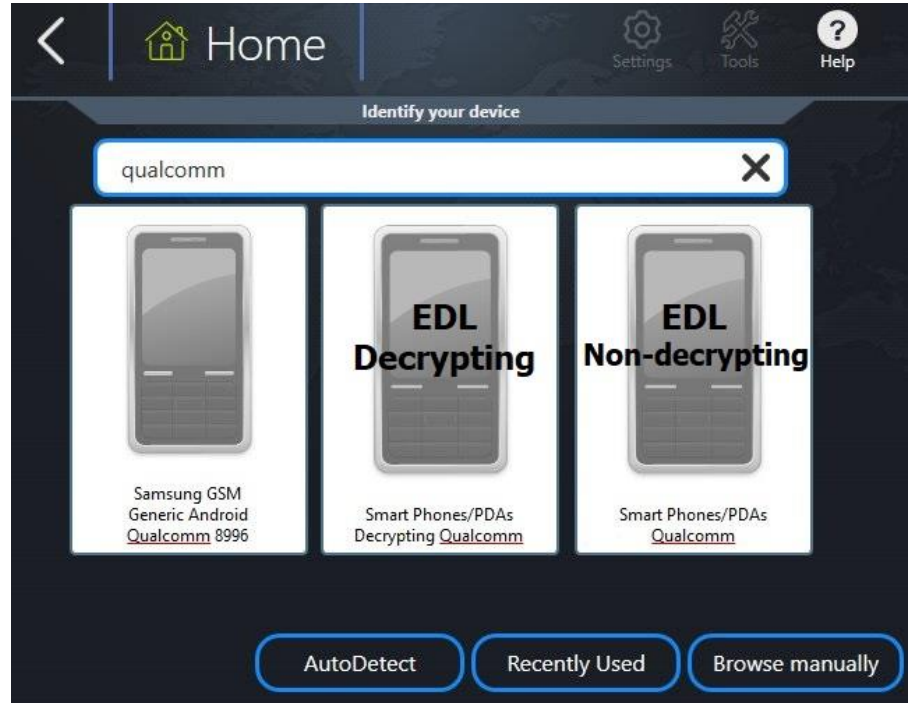 Home
Settings
Tools
?
Help
Identify your device
qualcomm
EDL
Decrypting
EDL
Non-decrypting
Samsung GSM
Generic Android
Qualcomm 8996
Smart Phones/PDAs
Decrypting Qualcomm
Smart Phones/PDAs
Qualcomm
AutoDetect
Recently Used
Browse manually